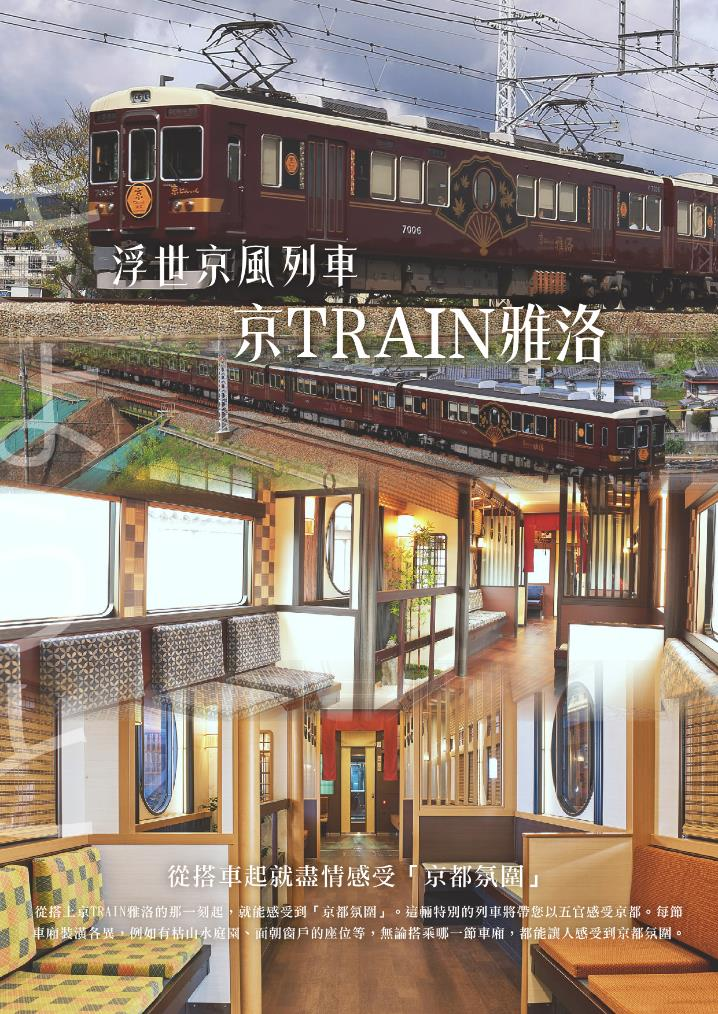 7006
京
7006
浮世京風列車
京TRAIN雅洛
從搭車起就盡情感受「京都氛圍」
從搭上京TRAIN雅洛的那一刻起，就能感受到「京都氛圍」。這輛特別的列車將帶您以五官感受京都。每節
車廂裝潢各異，例如有枯山水庭園、面朝窗戶的座位等，無論搭乘哪一節車廂，都能讓人感受到京都氛圍。